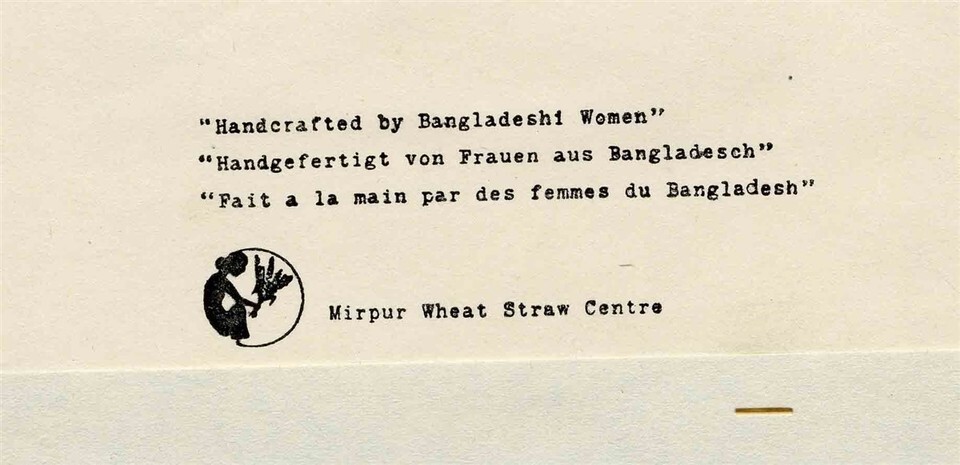 “Handcrafted by Bangladeshi Women”
“Handgefertigt von Frauen aus Bangladesch”
“Fait a la main par des femmes du Bangladesh”
Mirpur Wheat Straw Centre